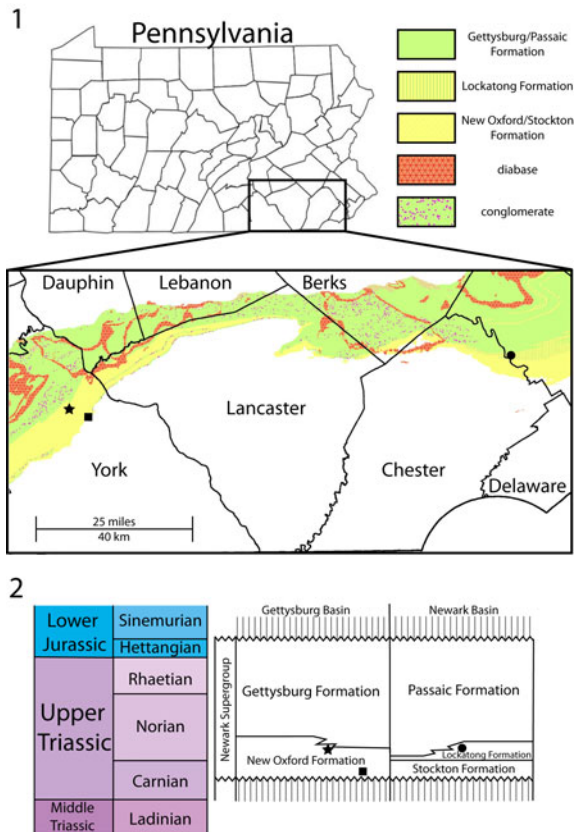 1
Pennsylvania
Gettysburg/Passaic
Formation
Lockatong Formation
New Oxford/Stockton
Formation
diabase
conglomerate
Dauphin
Lebanon
Berks
Lancaster
York
Chester
Delaware
25 miles
40 km
2
Gettysburg Basin
Newark Basin
Lower
Jurassic
Sinemurian
Hettangian
Upper
Triassic
Rhaetian
Norian
Carnian
Middle
Triassic
Ladinian
Newark Supergroup
Gettysburg Formation
Passaic Formation
New Oxford Formation
Lockatong Formation
Stockton Formation